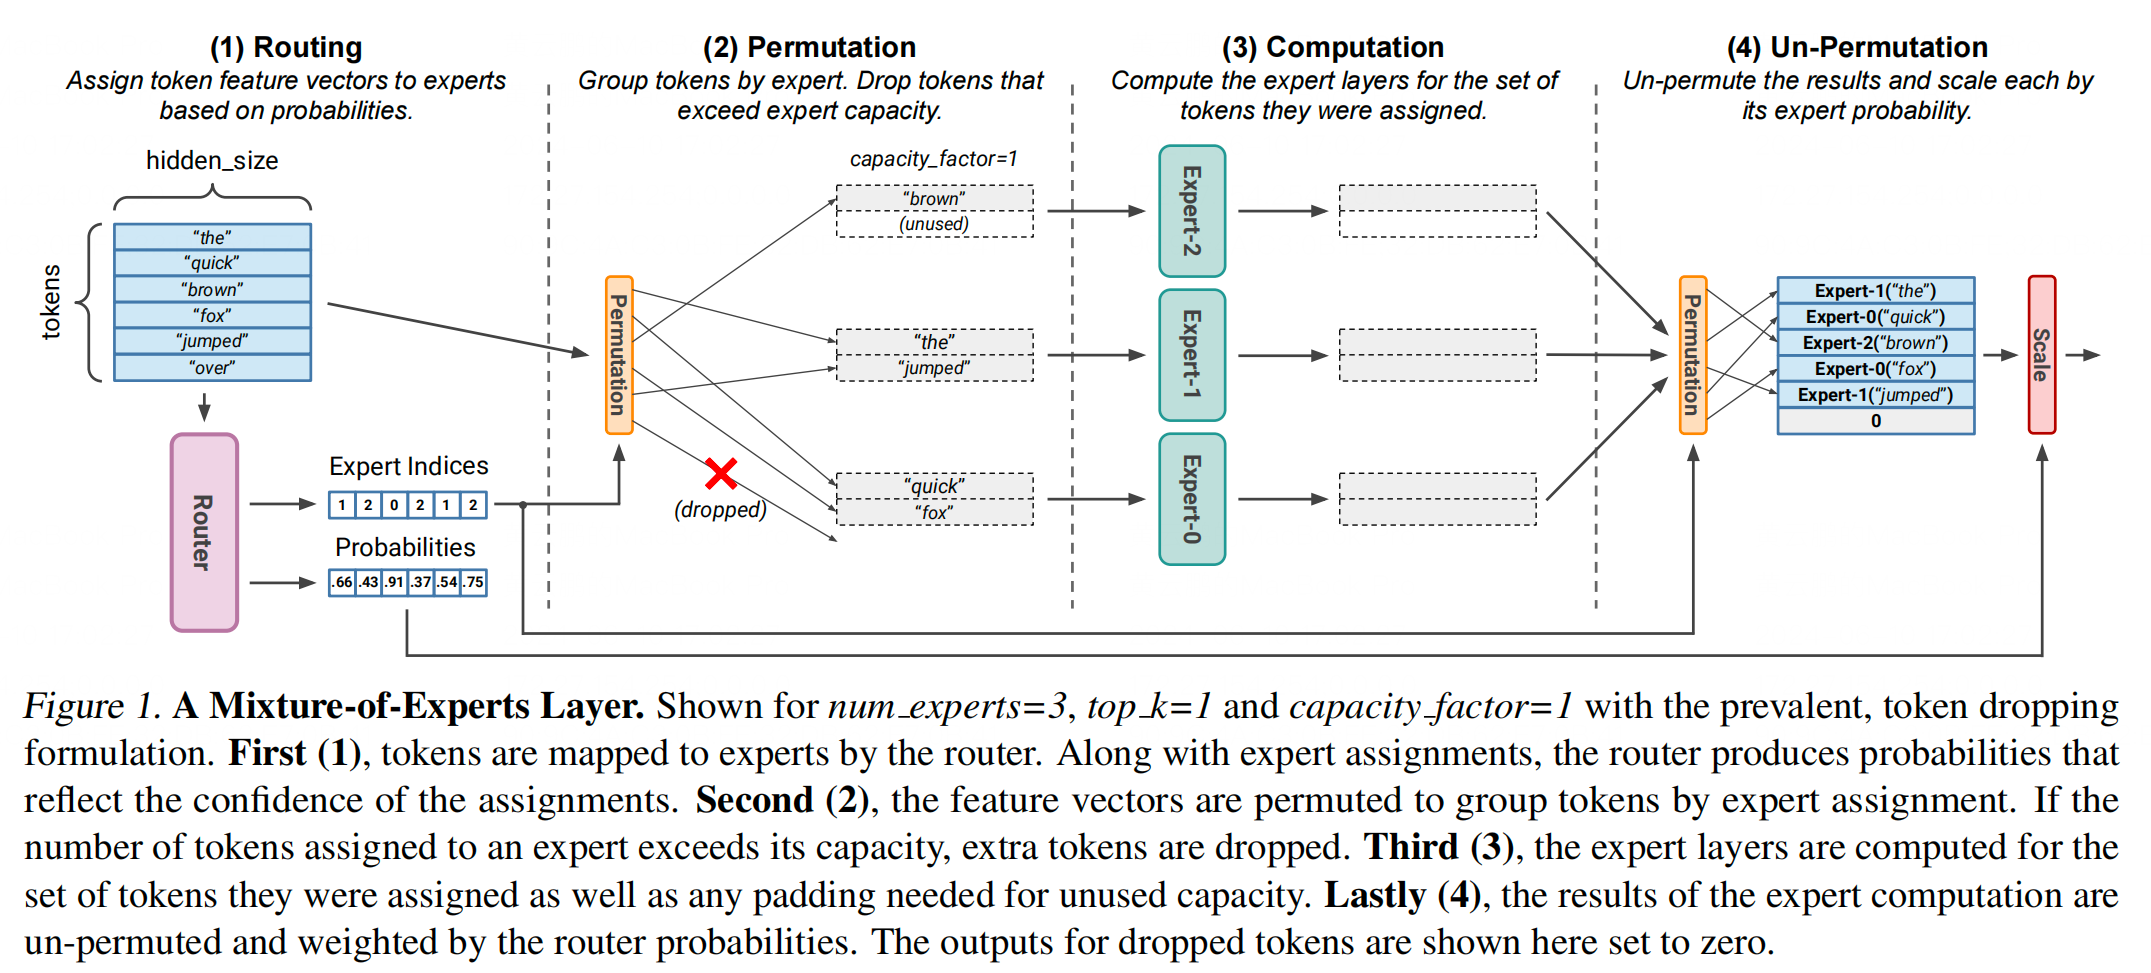 (1) Routing
Assign token feature vectors to experts
based on probabilities.
hidden_size
tokens
“the”
“quick”
“brown”
“fox”
“jumped”
“over”
Router
Expert Indices
1 2 0 2 1 2
Probabilities
.66 .43 .91 .37 .54 .75
(2) Permutation
Group tokens by expert. Drop tokens that
exceed expert capacity.
capacity_factor=1
Permutation
“brown”
(unused)
“the”
“jumped”
“quick”
“fox”
(dropped)
(3) Computation
Compute the expert layers for the set of
tokens they were assigned.
Expert-2
Expert-1
Expert-0
(4) Un-Permutation
Un-permute the results and scale each by
its expert probability.
Permutation
Expert-1(“the”)
Expert-0(“quick”)
Expert-2(“brown”)
Expert-0(“fox”)
Expert-1(“jumped”)
0
Scale
Figure 1. A Mixture-of-Experts Layer. Shown for num_experts=3, top_k=1 and capacity_factor=1 with the prevalent, token dropping
formulation. First (1), tokens are mapped to experts by the router. Along with expert assignments, the router produces probabilities that
reflect the confidence of the assignments. Second (2), the feature vectors are permuted to group tokens by expert assignment. If the
number of tokens assigned to an expert exceeds its capacity, extra tokens are dropped. Third (3), the expert layers are computed for the
set of tokens they were assigned as well as any padding needed for unused capacity. Lastly (4), the results of the expert computation are
un-permuted and weighted by the router probabilities. The outputs for dropped tokens are shown here set to zero.